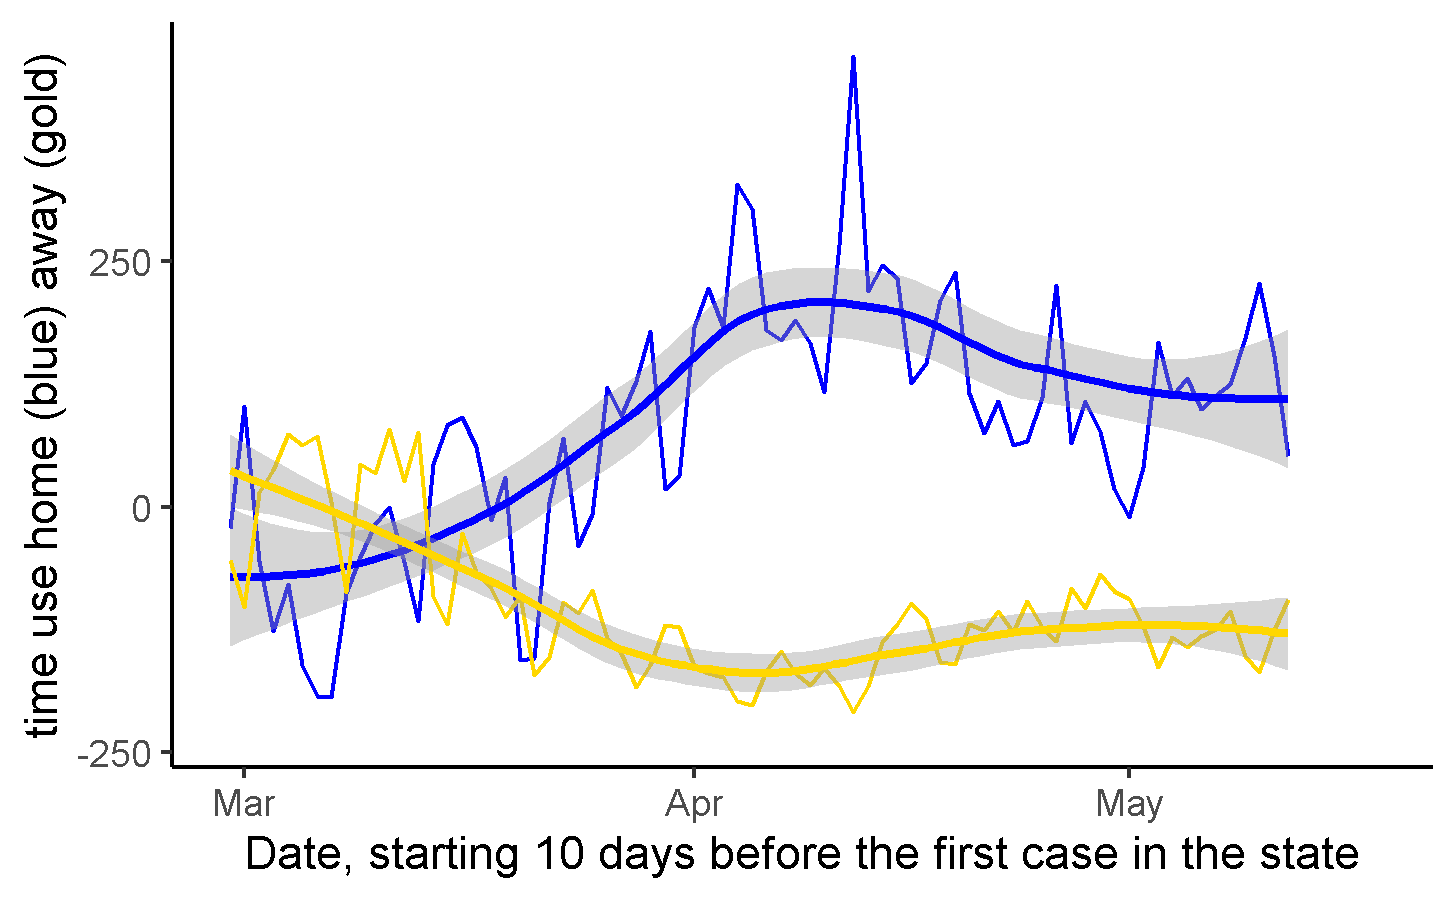 time use home (blue) away (gold)
250
0
-250
Mar
Apr
May
Date, starting 10 days before the first case in the state